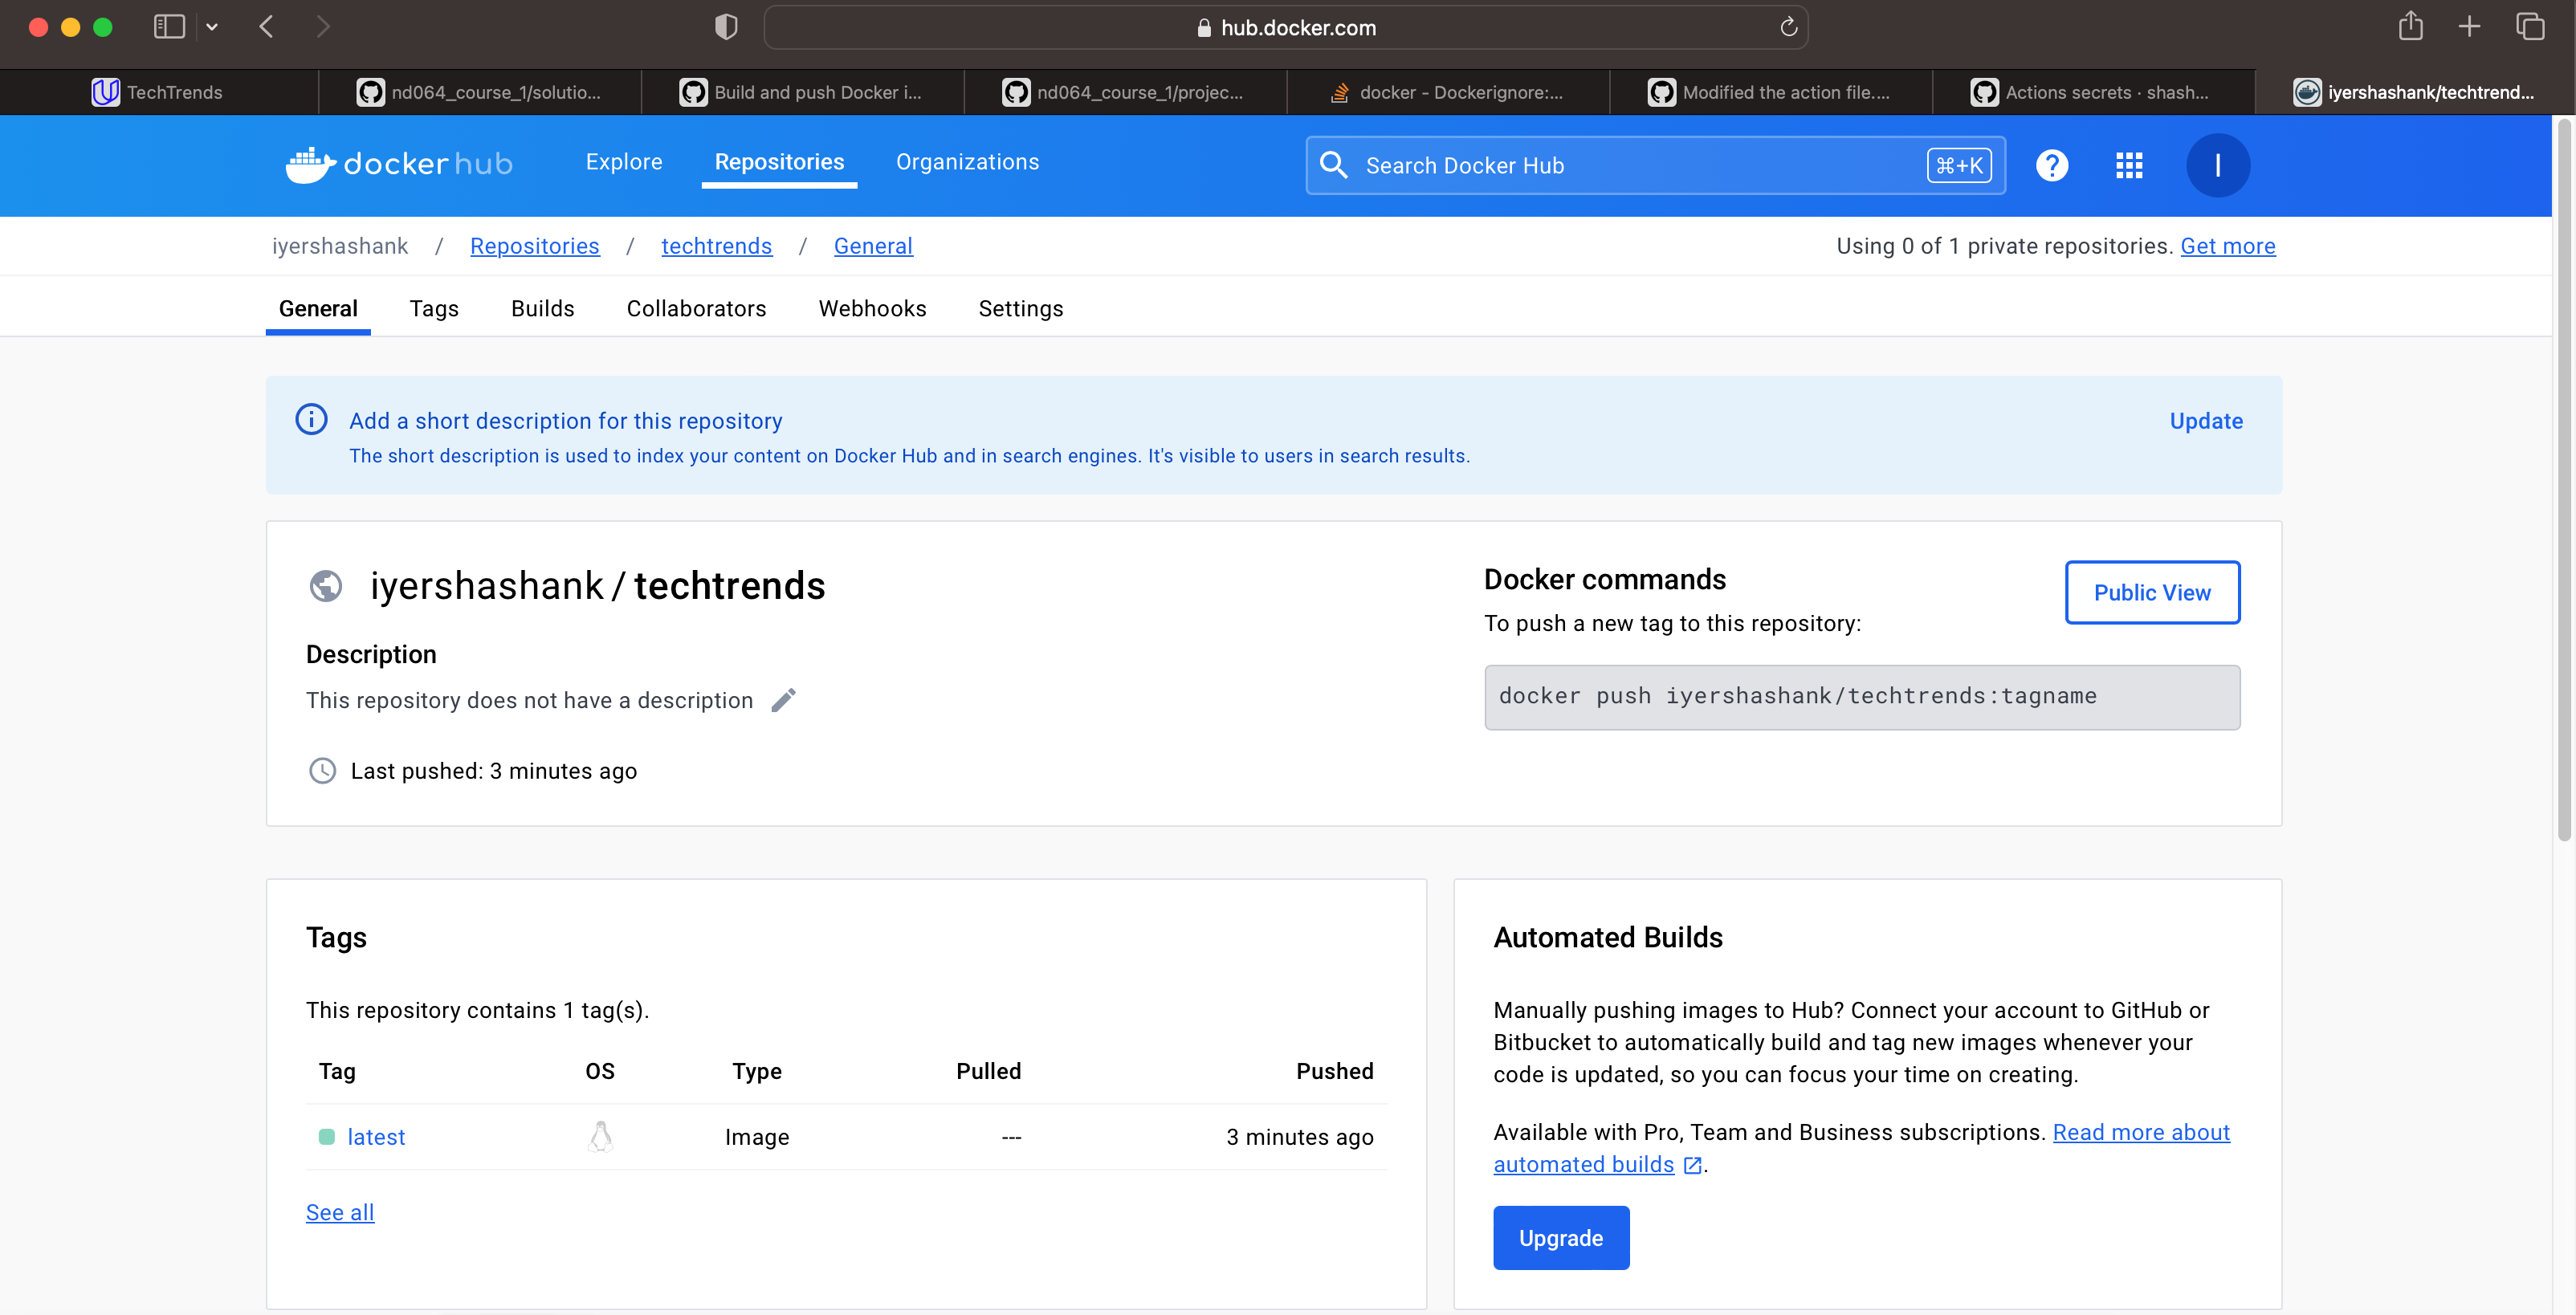 hub.docker.com
TechTrends
nd064_course_1/solutio...
Build and push Docker i...
nd064_course_1/projec...
docker - Dockerignore:...
Modified the action file....
Actions secrets · shash...
iyershashank/techtrend...
docker hub
Explore
Repositories
Organizations
Search Docker Hub
⌘+K
?
I
iyershashank / Repositories / techtrends / General
Using 0 of 1 private repositories. Get more
General
Tags
Builds
Collaborators
Webhooks
Settings
Add a short description for this repository
Update
The short description is used to index your content on Docker Hub and in search engines. It's visible to users in search results.
iyershashank / techtrends
Description
This repository does not have a description
Last pushed: 3 minutes ago
Docker commands
Public View
To push a new tag to this repository:
docker push iyershashank/techtrends:tagname
Tags
This repository contains 1 tag(s).
Tag OS Type Pulled Pushed
latest Image --- 3 minutes ago
See all
Automated Builds
Manually pushing images to Hub? Connect your account to GitHub or
Bitbucket to automatically build and tag new images whenever your
code is updated, so you can focus your time on creating.
Available with Pro, Team and Business subscriptions. Read more about
automated builds .
Upgrade